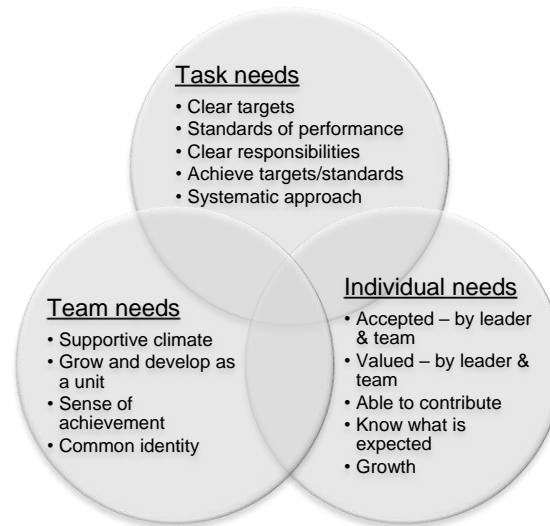 Task needs
• Clear targets
• Standards of performance
• Clear responsibilities
• Achieve targets/standards
• Systematic approach
Team needs
• Supportive climate
• Grow and develop as
a unit
• Sense of
achievement
• Common identity
Individual needs
• Accepted – by leader
& team
• Valued – by leader &
team
• Able to contribute
• Know what is
expected
• Growth